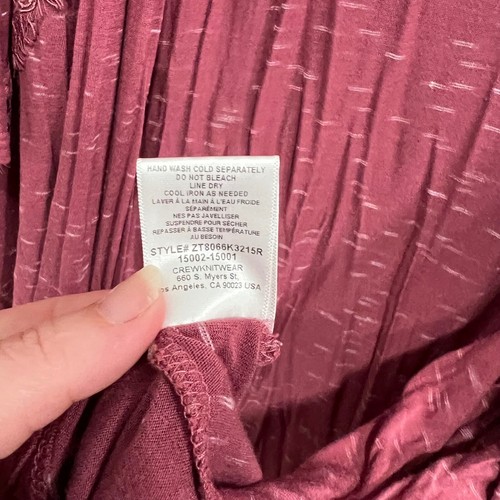 HAND WASH COLD SEPARATELY
DO NOT BLEACH
LINE DRY
COOL IRON AS NEEDED
LAVER À LA MAIN À L'EAU FROIDE
SÉPARÉMENT
NES PAS JAVELLISER
SUSPENDRE POUR SÉCHER
REPASSER À BASSE TEMPÉRATURE
AU BESOIN
STYLE# ZT8066K3215R
15002-15001
CREWKNITWEAR
660 S. Myers St.
Los Angeles, CA 90023 USA